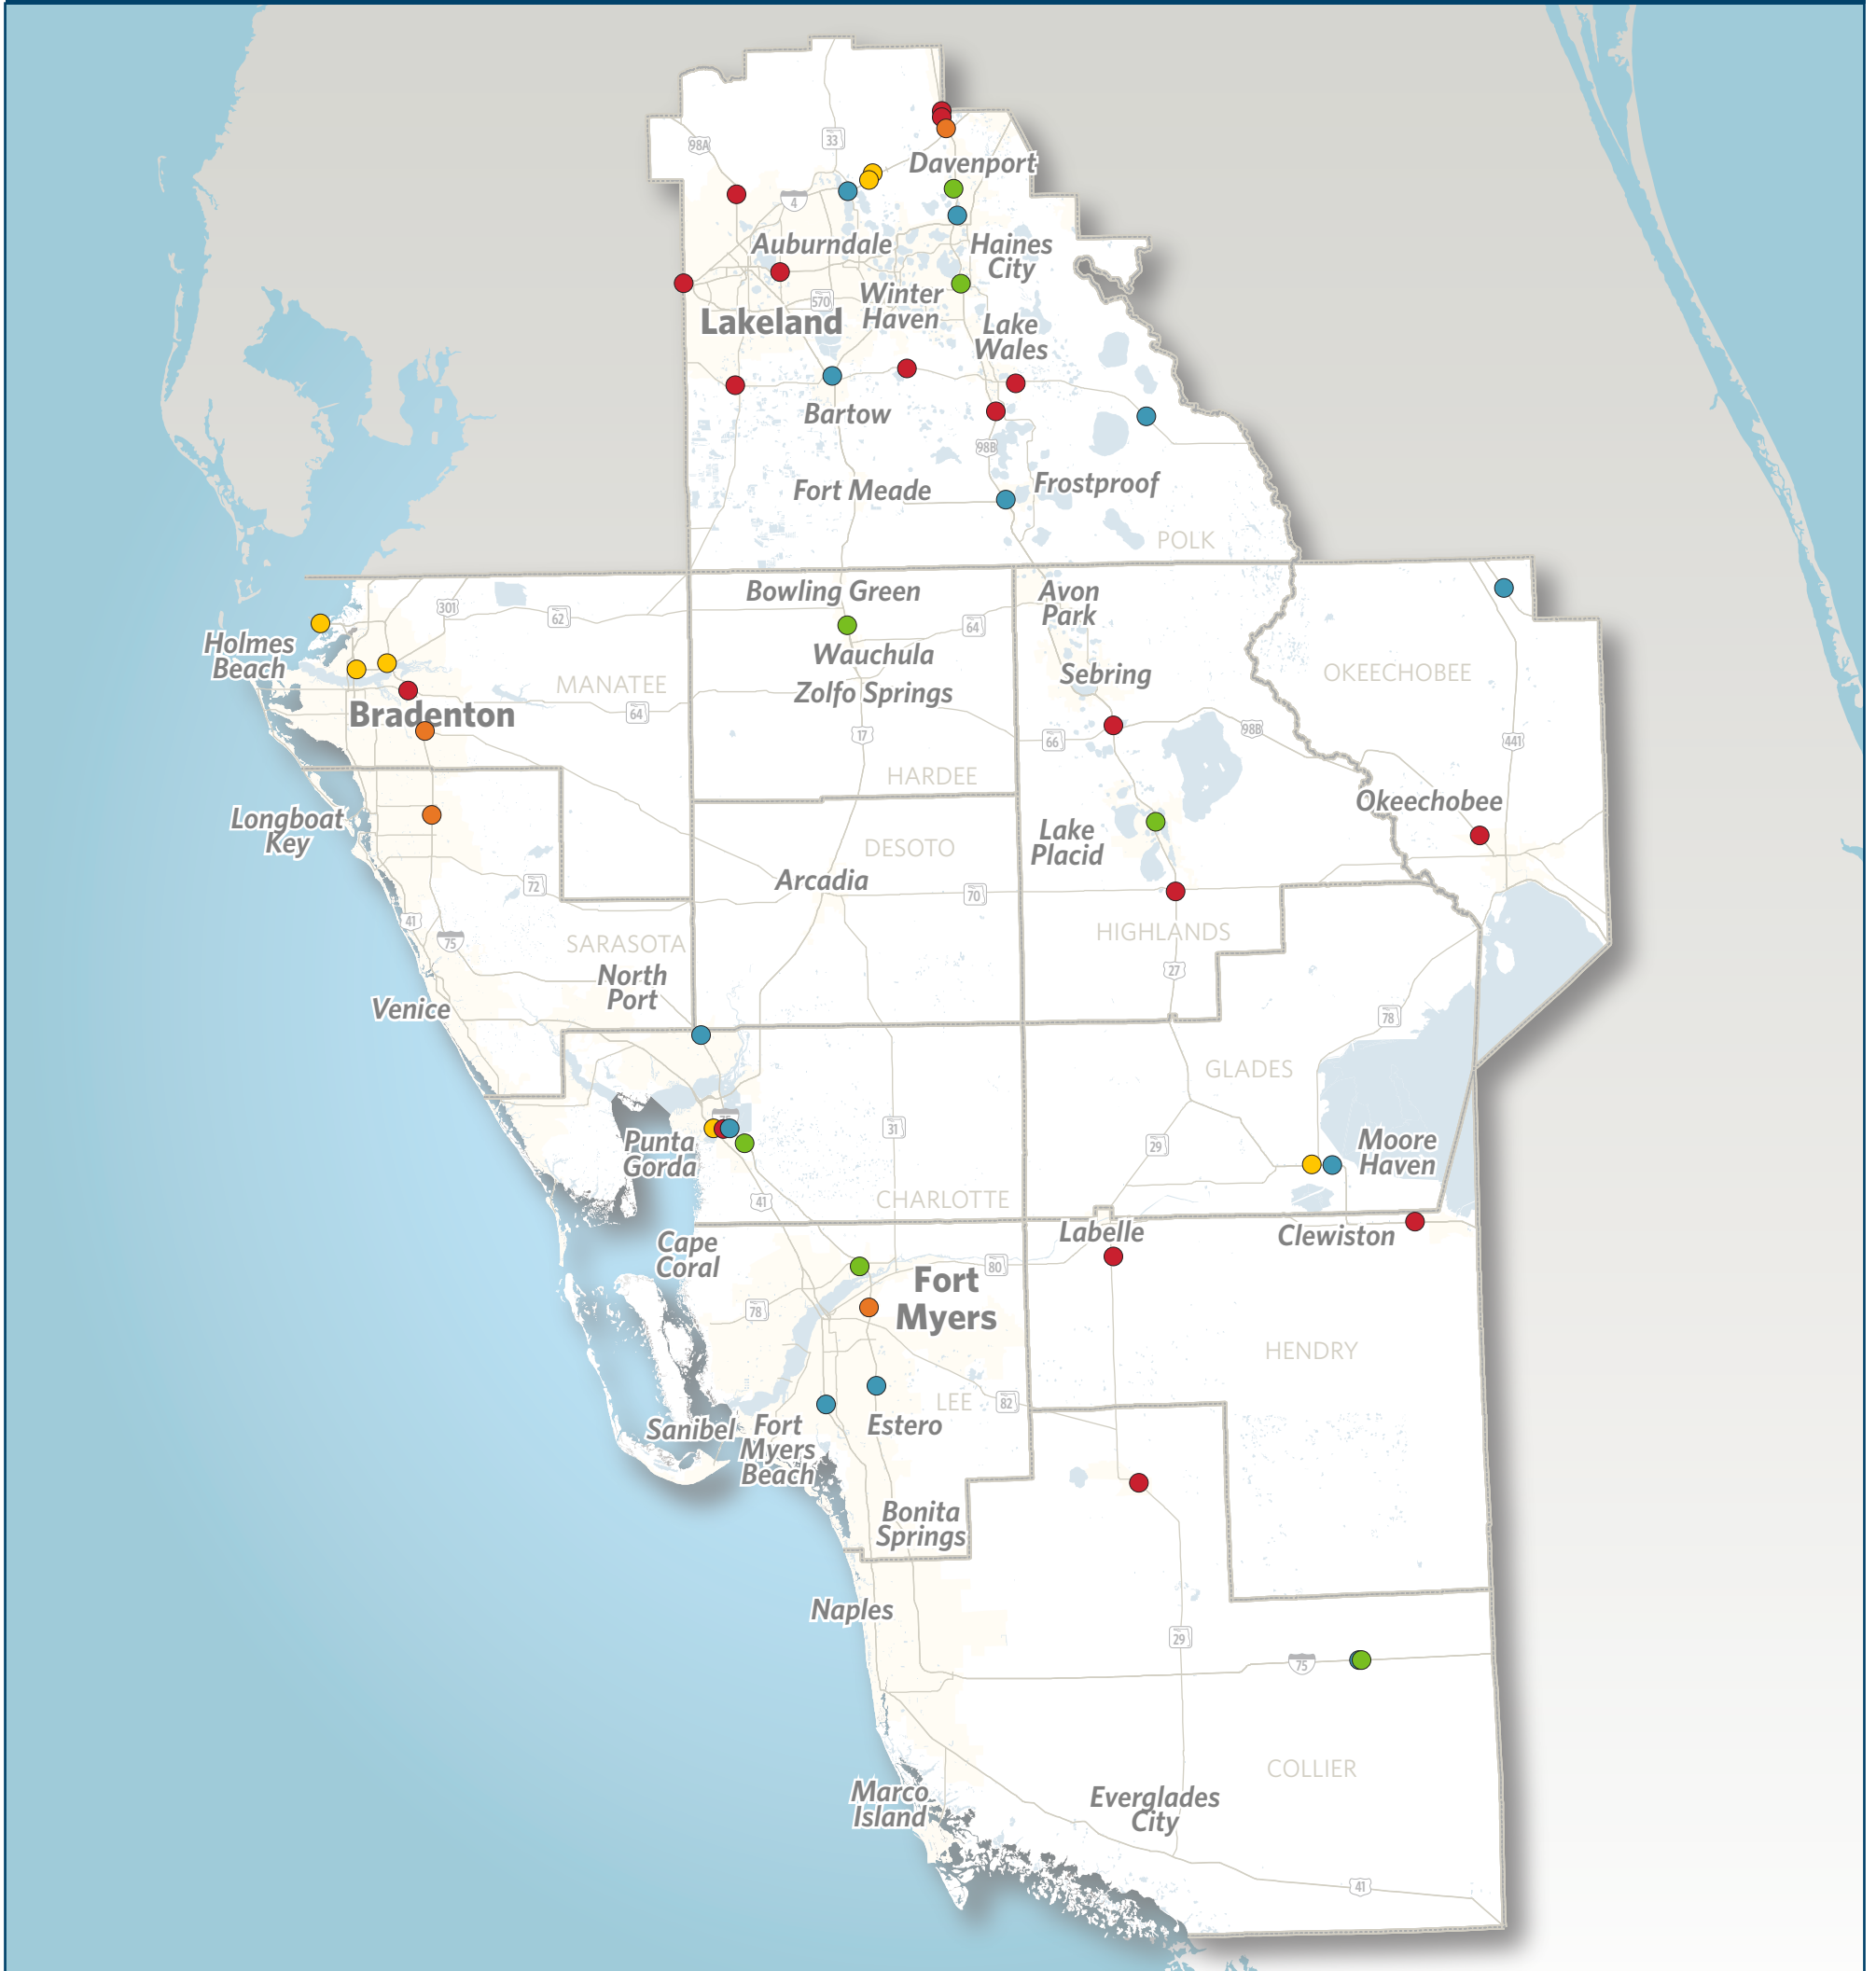 98A
33
Davenport
4
Auburndale
Haines
City
570
Winter
Haven
Lakeland
Lake
Wales
Bartow
98B
Fort Meade
Frostproof
POLK
Bowling Green
Avon
Park
301
62
64
Holmes
Beach
Wauchula
Sebring
OKEECHOBEE
MANATEE
Zolfo Springs
64
Bradenton
17
66
98B
441
HARDEE
Longboat
Key
Okeechobee
Lake
Placid
DESOTO
Arcadia
72
70
41
75
SARASOTA
HIGHLANDS
North
Port
27
Venice
78
GLADES
31
29
Punta
Gorda
Moore
Haven
41
CHARLOTTE
Labelle
Clewiston
Cape
Coral
80
Fort
Myers
78
HENDRY
LEE
82
Sanibel
Fort
Myers
Beach
Estero
Bonita
Springs
Naples
29
75
COLLIER
Marco
Island
Everglades
City
41